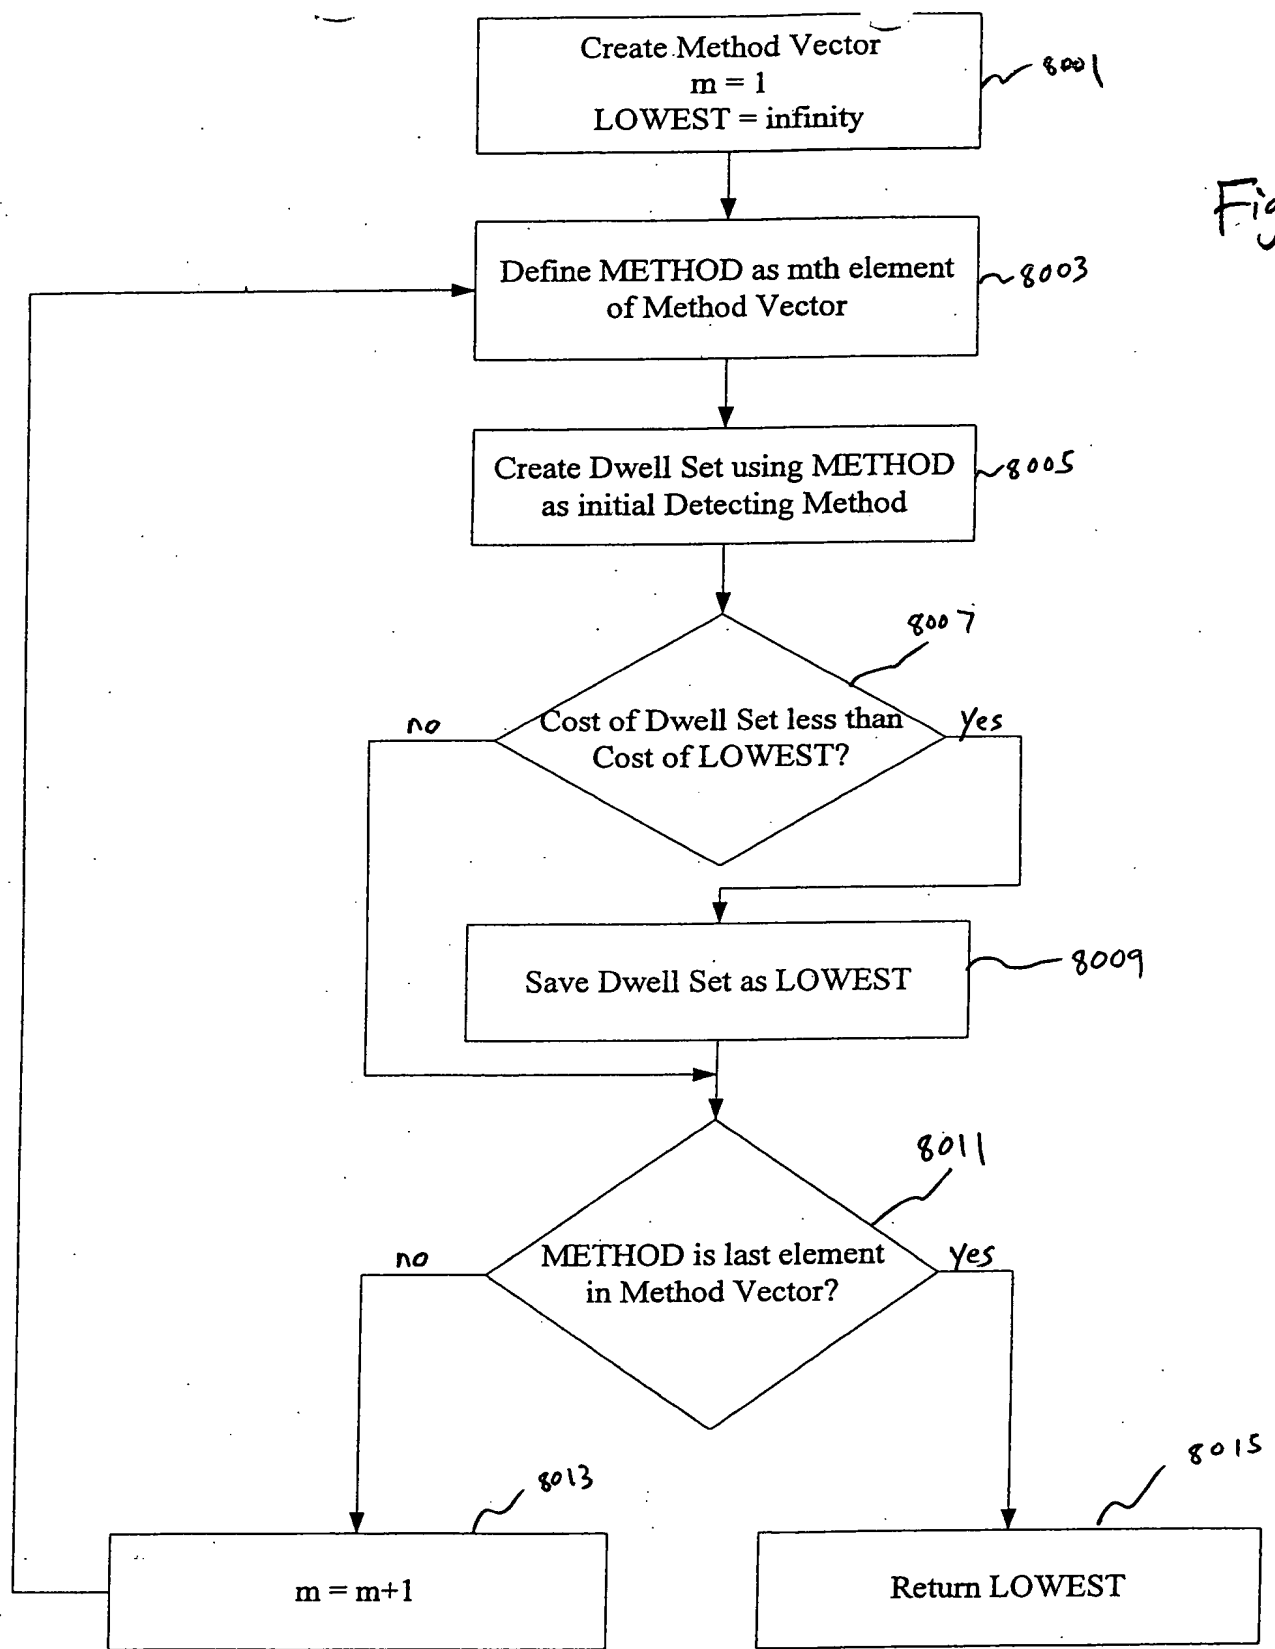 Create Method Vector
m = 1
LOWEST = infinity
8001
Fig
Define METHOD as mth element
of Method Vector
8003
Create Dwell Set using METHOD
as initial Detecting Method
8005
8007
no
Cost of Dwell Set less than
Cost of LOWEST?
Yes
Save Dwell Set as LOWEST
8009
8011
no
METHOD is last element
in Method Vector?
Yes
8013
8015
m = m+1
Return LOWEST